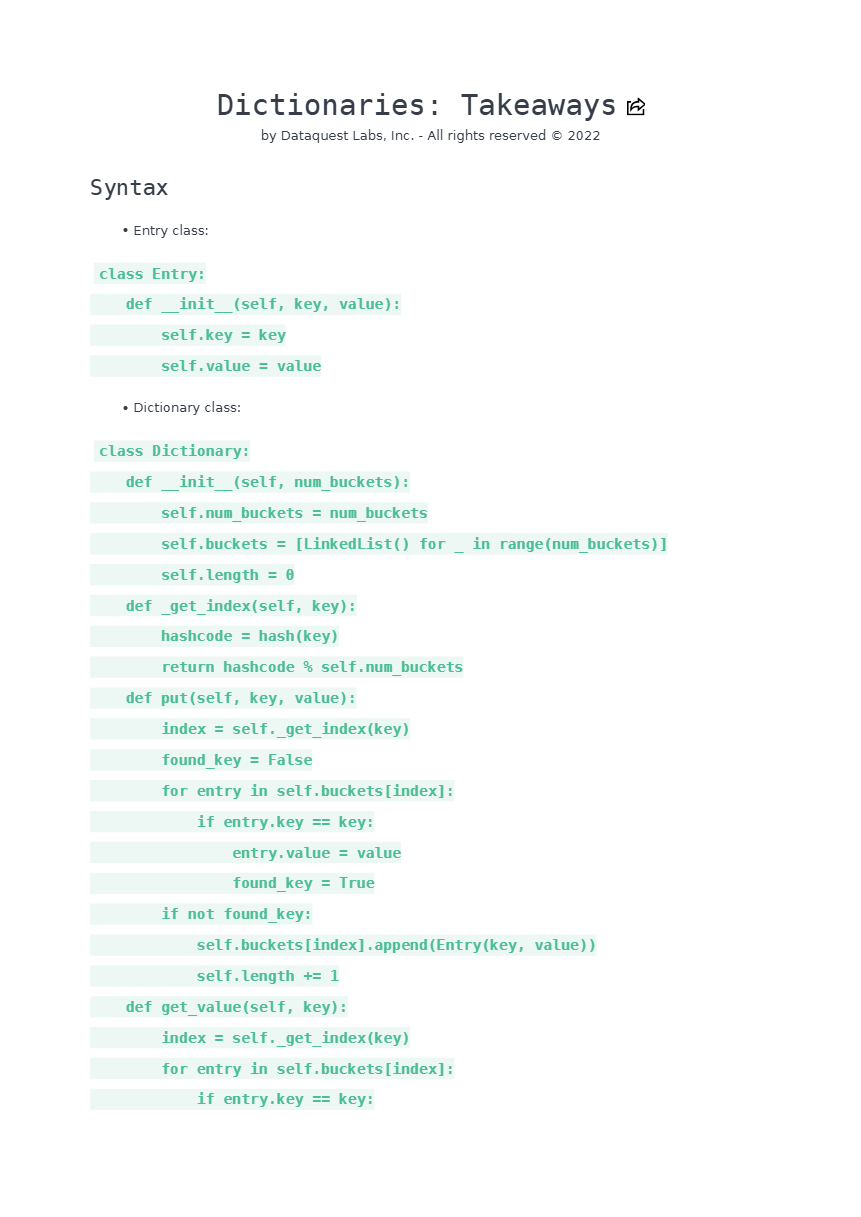 Dictionaries: Takeaways
by Dataquest Labs, Inc. - All rights reserved © 2022
Syntax
• Entry class:
class Entry:
    def __init__(self, key, value):
        self.key = key
        self.value = value
• Dictionary class:
class Dictionary:
    def __init__(self, num_buckets):
        self.num_buckets = num_buckets
        self.buckets = [LinkedList() for _ in range(num_buckets)]
        self.length = 0
    def _get_index(self, key):
        hashcode = hash(key)
        return hashcode % self.num_buckets
    def put(self, key, value):
        index = self._get_index(key)
        found_key = False
        for entry in self.buckets[index]:
            if entry.key == key:
                entry.value = value
                found_key = True
        if not found_key:
            self.buckets[index].append(Entry(key, value))
            self.length += 1
    def get_value(self, key):
        index = self._get_index(key)
        for entry in self.buckets[index]:
            if entry.key == key: